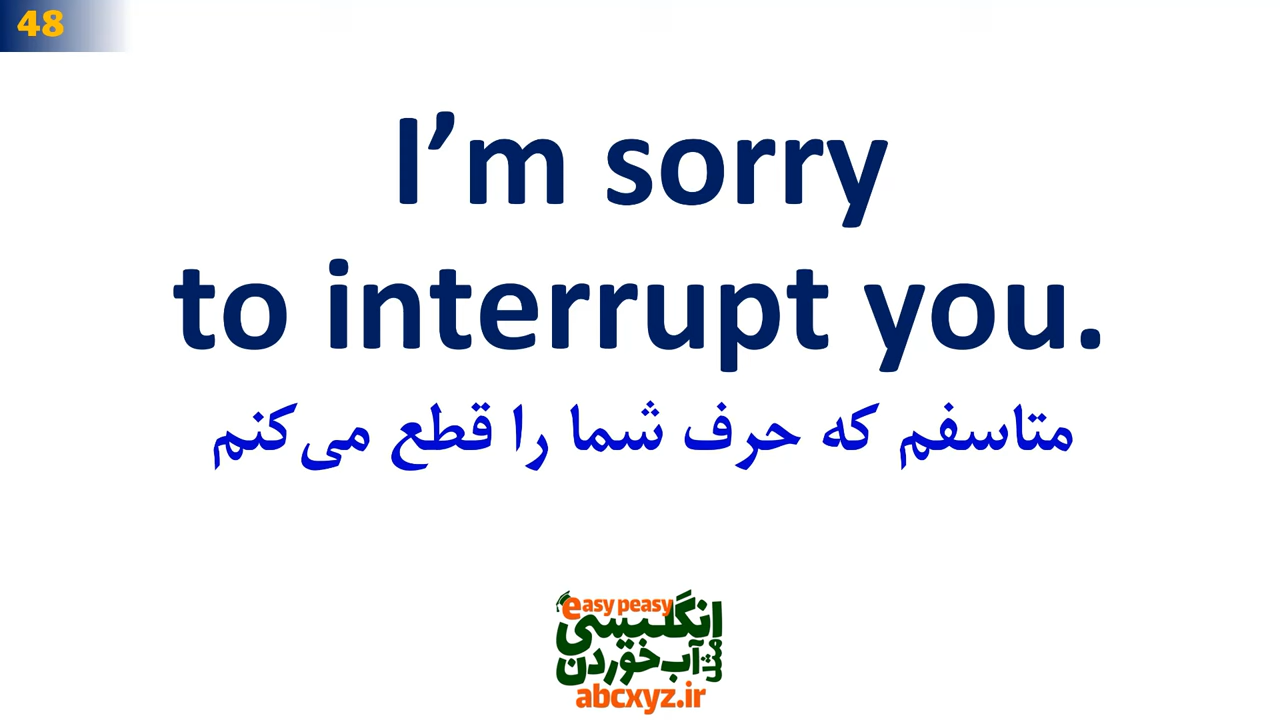 48
I’m sorry
to interrupt you.
متاسفم که حرف شما را قطع می‌کنم
easy peasy
انگلیسی
مثل
آب خوردن
abcxyz.ir